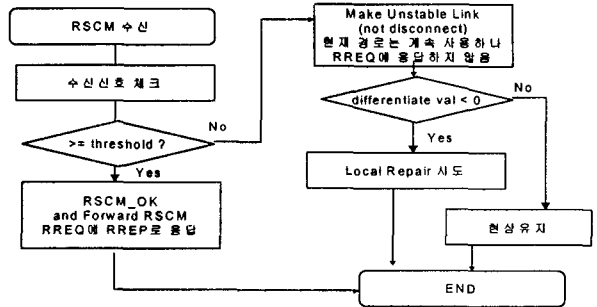 RSCM 수신
수신신호 체크
>= threshold ?
No
Yes
RSCM_OK
and Forward RSCM
RREQ에 RREP로 응답
Make Unstable Link
(not disconnect)
현재 경로는 계속 사용하나
RREQ에 응답하지 않음
differentiate val < 0
No
Yes
Local Repair 시도
현상유지
END